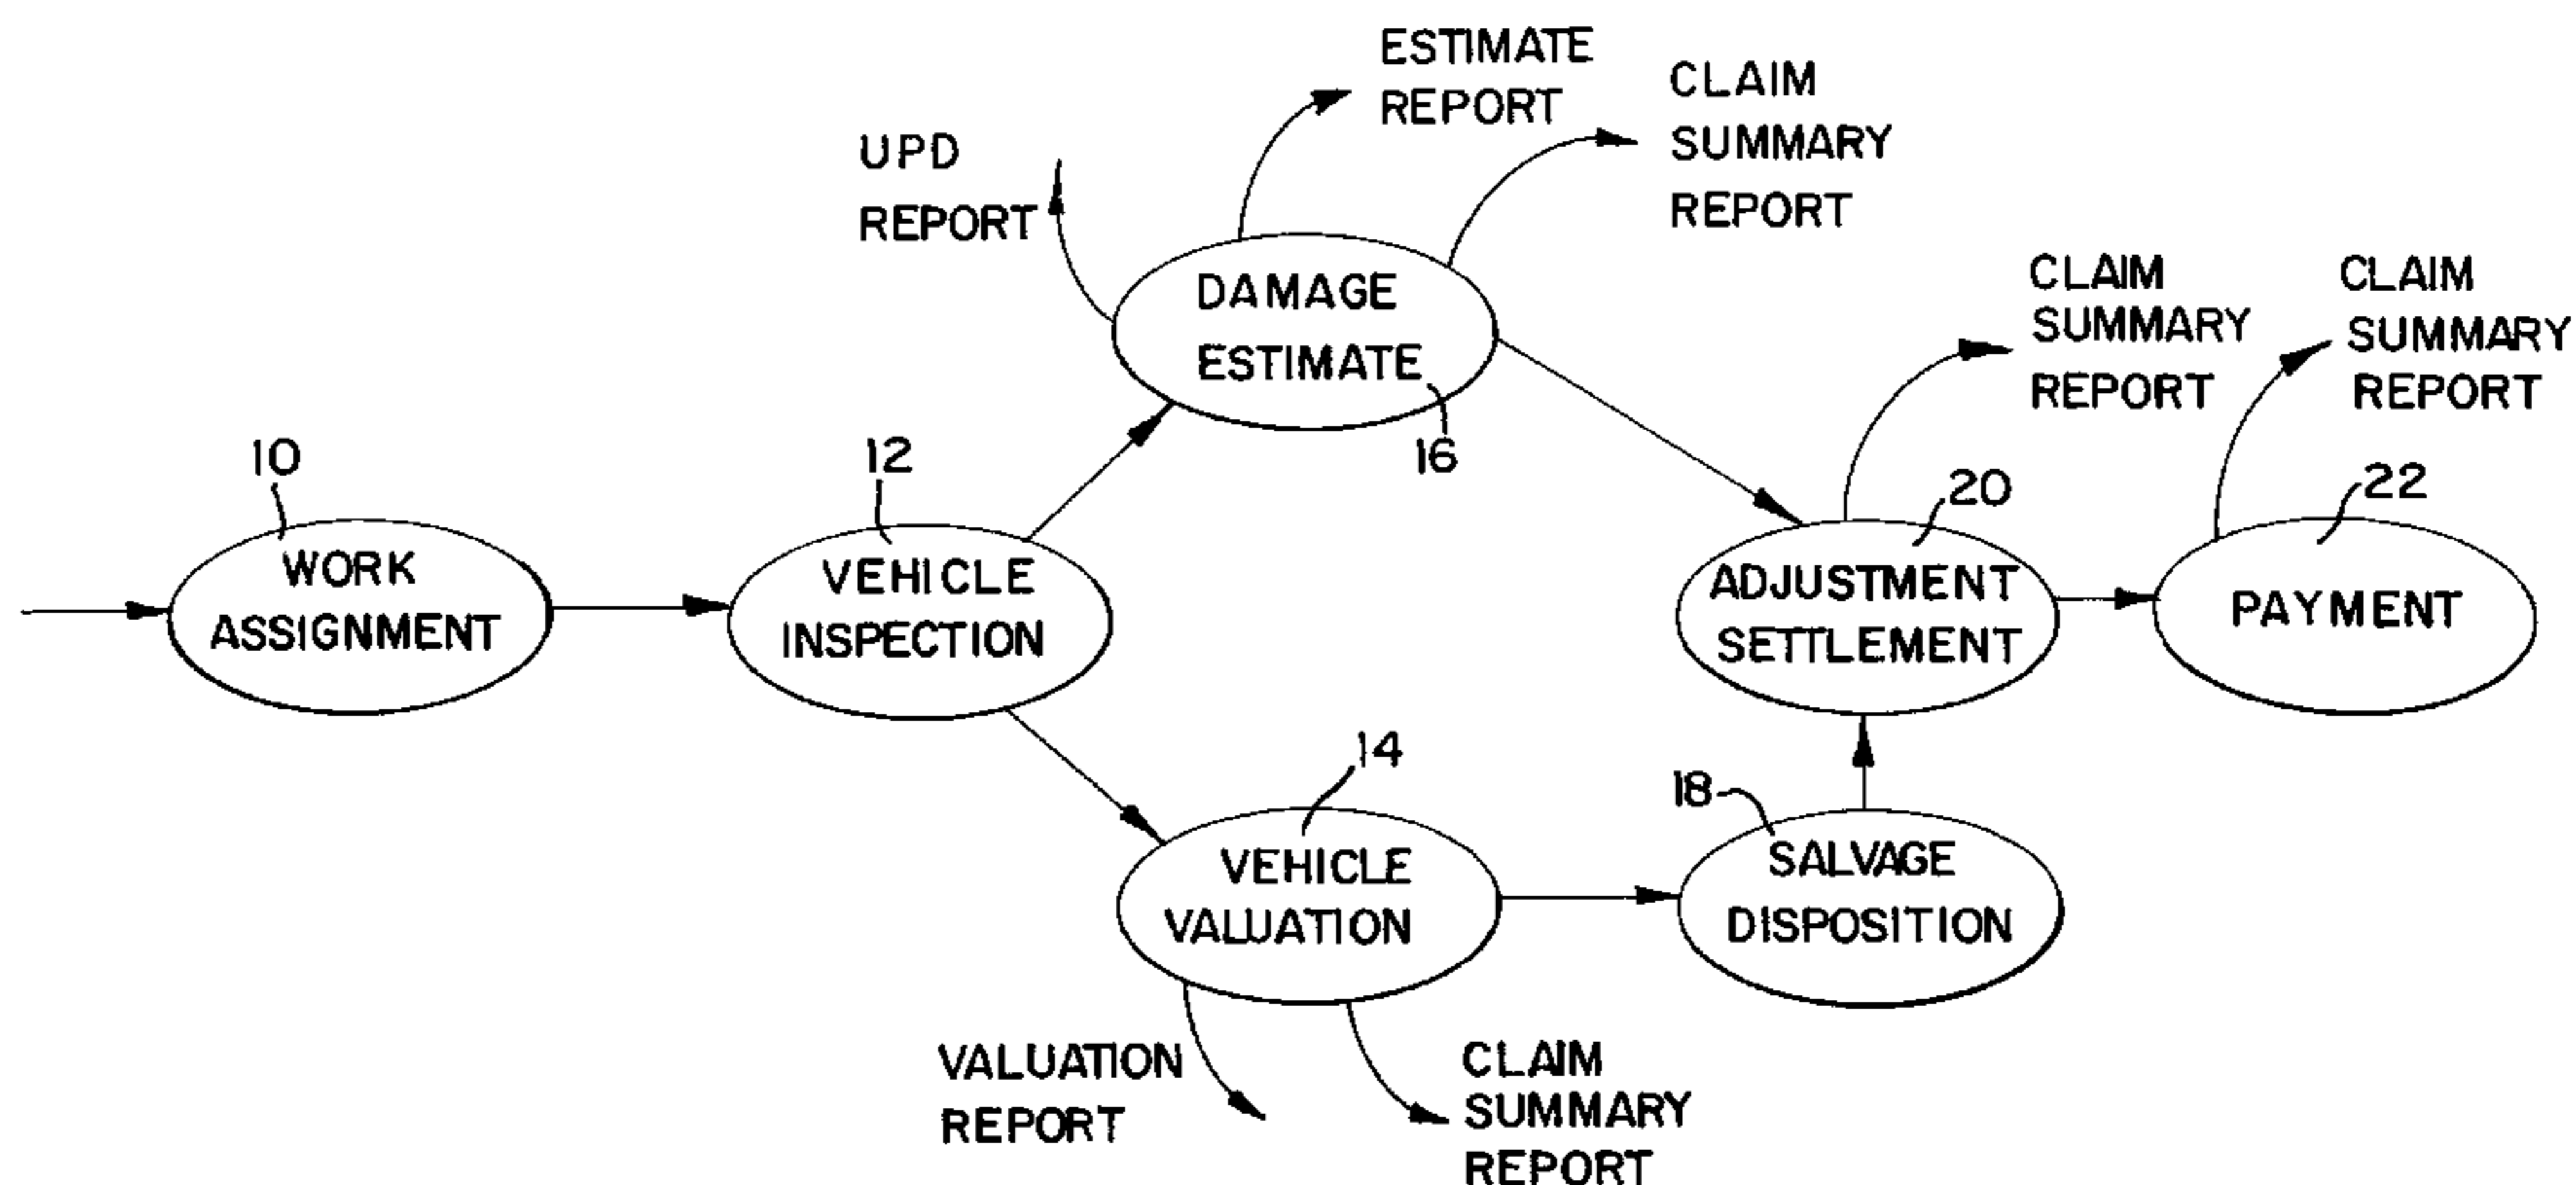 ESTIMATE
REPORT
CLAIM
SUMMARY
REPORT
UPD
REPORT
DAMAGE
ESTIMATE
16
CLAIM
SUMMARY
REPORT
CLAIM
SUMMARY
REPORT
10
WORK
ASSIGNMENT
12
VEHICLE
INSPECTION
20
ADJUSTMENT
SETTLEMENT
22
PAYMENT
14
VEHICLE
VALUATION
18
SALVAGE
DISPOSITION
VALUATION
REPORT
CLAIM
SUMMARY
REPORT